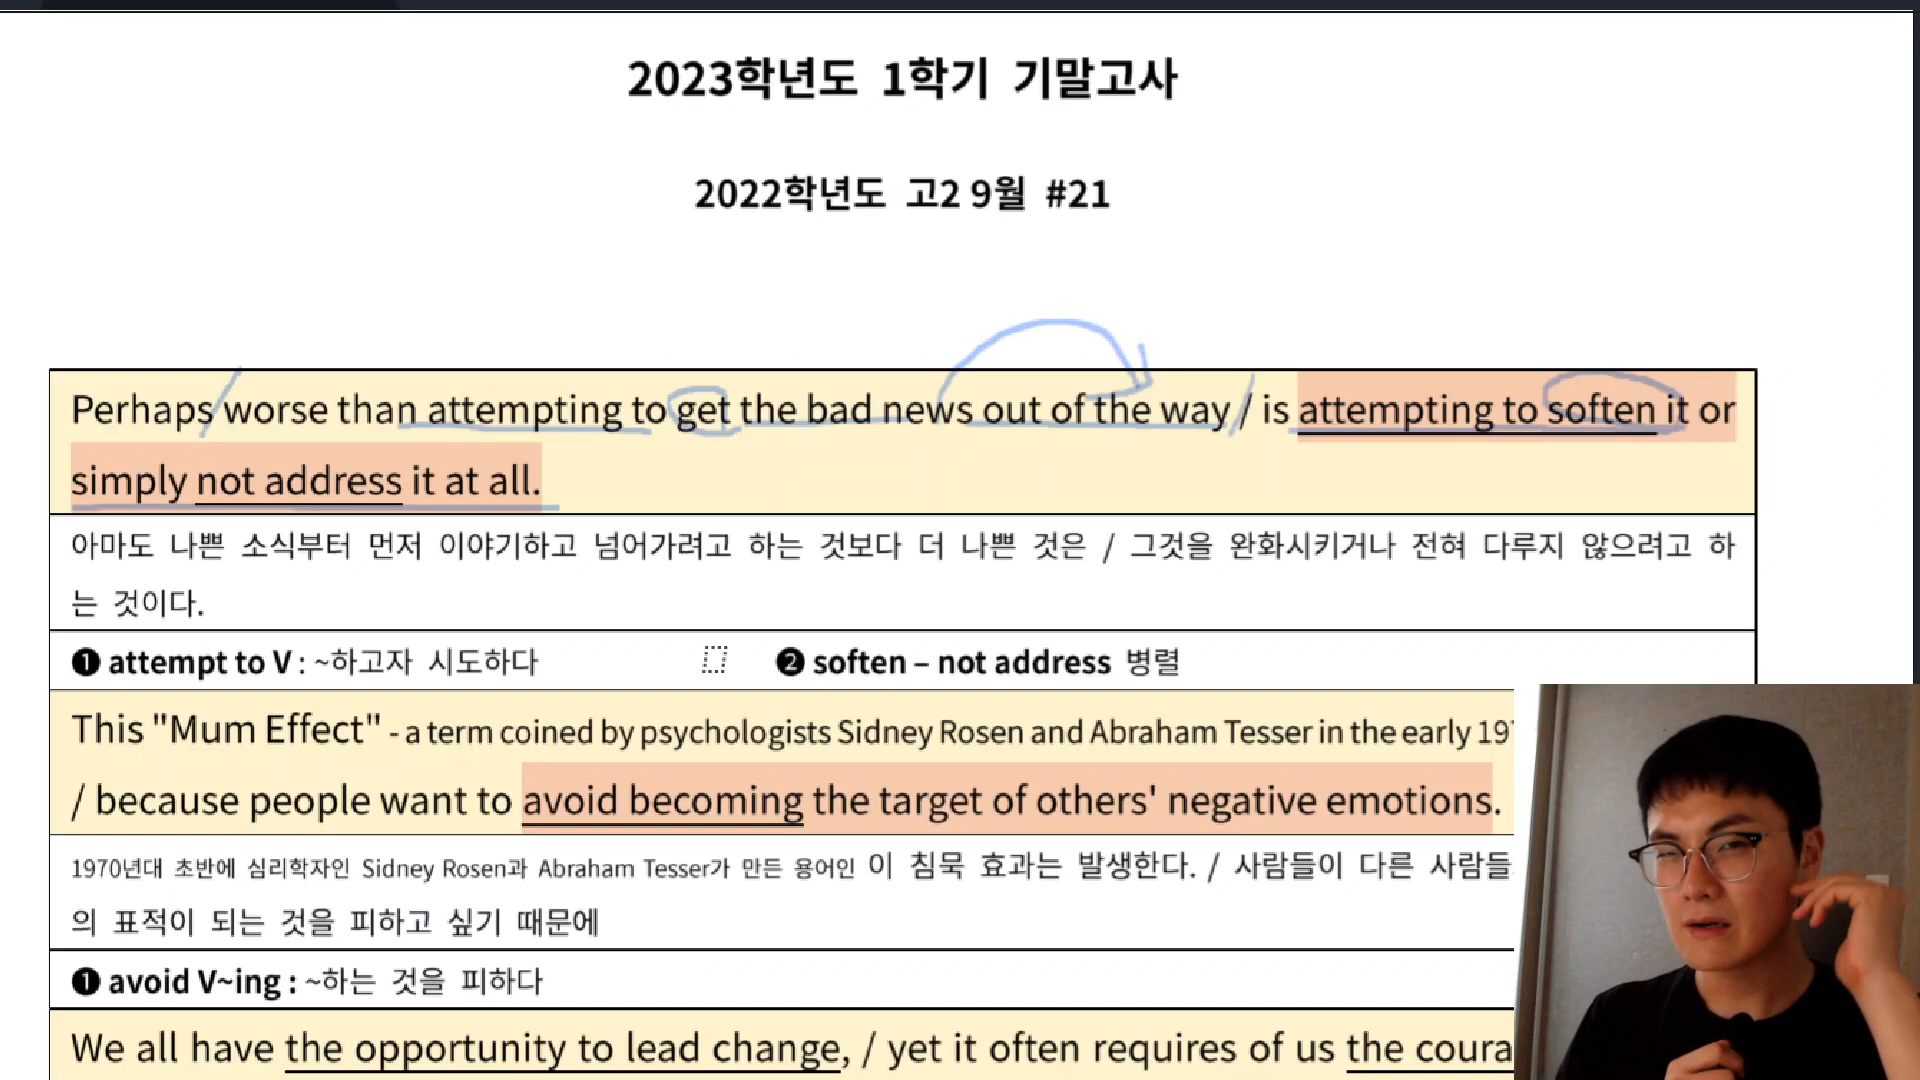 2023학년도 1학기 기말고사
2022학년도 고2 9월 #21
Perhaps worse than attempting to get the bad news out of the way / is attempting to soften it or
simply not address it at all.
아마도 나쁜 소식부터 먼저 이야기하고 넘어가려고 하는 것보다 더 나쁜 것은 / 그것을 완화시키거나 전혀 다루지 않으려고 하
는 것이다.
❶ attempt to V : ~하고자 시도하다 ❷ soften – not address 병렬
This "Mum Effect" - a term coined by psychologists Sidney Rosen and Abraham Tesser in the early
/ because people want to avoid becoming the target of others' negative emotions.
1970년대 초반에 심리학자인 Sidney Rosen과 Abraham Tesser가 만든 용어인 이 침묵 효과는 발생한다. / 사람들이 다른 사람들
의 표적이 되는 것을 피하고 싶기 때문에
❶ avoid V~ing : ~하는 것을 피하다
We all have the opportunity to lead change, / yet it often requires of us the